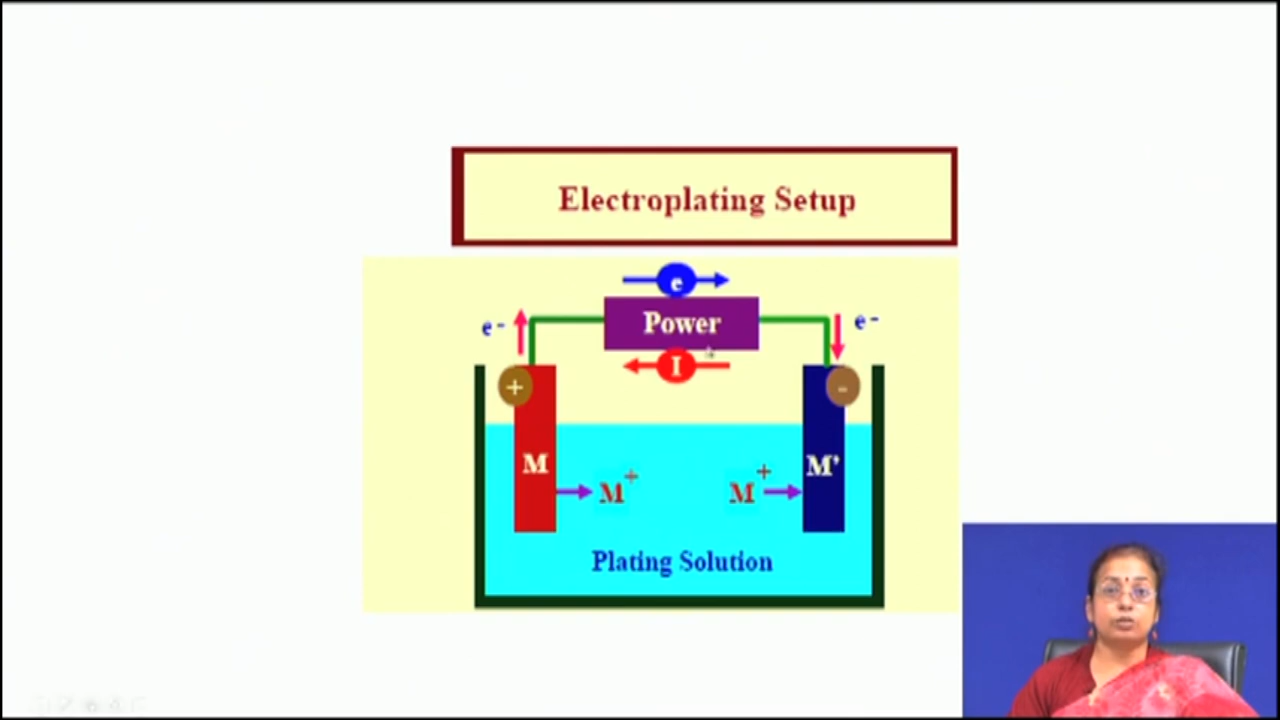 Electroplating Setup
e
e-
Power
e-
I
+
-
M
M'
M+
M+
Plating Solution